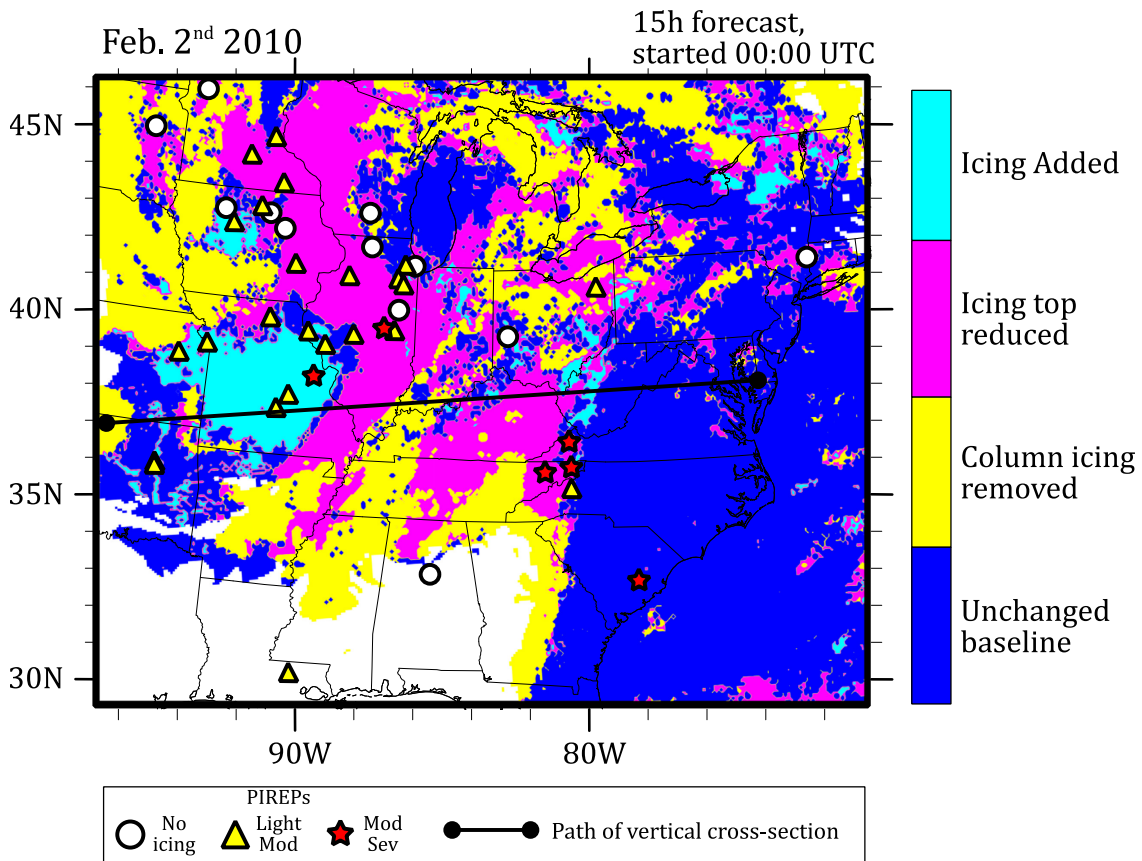 Feb. 2nd 2010
15h forecast,
started 00:00 UTC
45N
40N
35N
30N
90W
80W
Icing Added
Icing top
reduced
Column icing
removed
Unchanged
baseline
PIREPs
No
icing
Light
Mod
Mod
Sev
Path of vertical cross-section